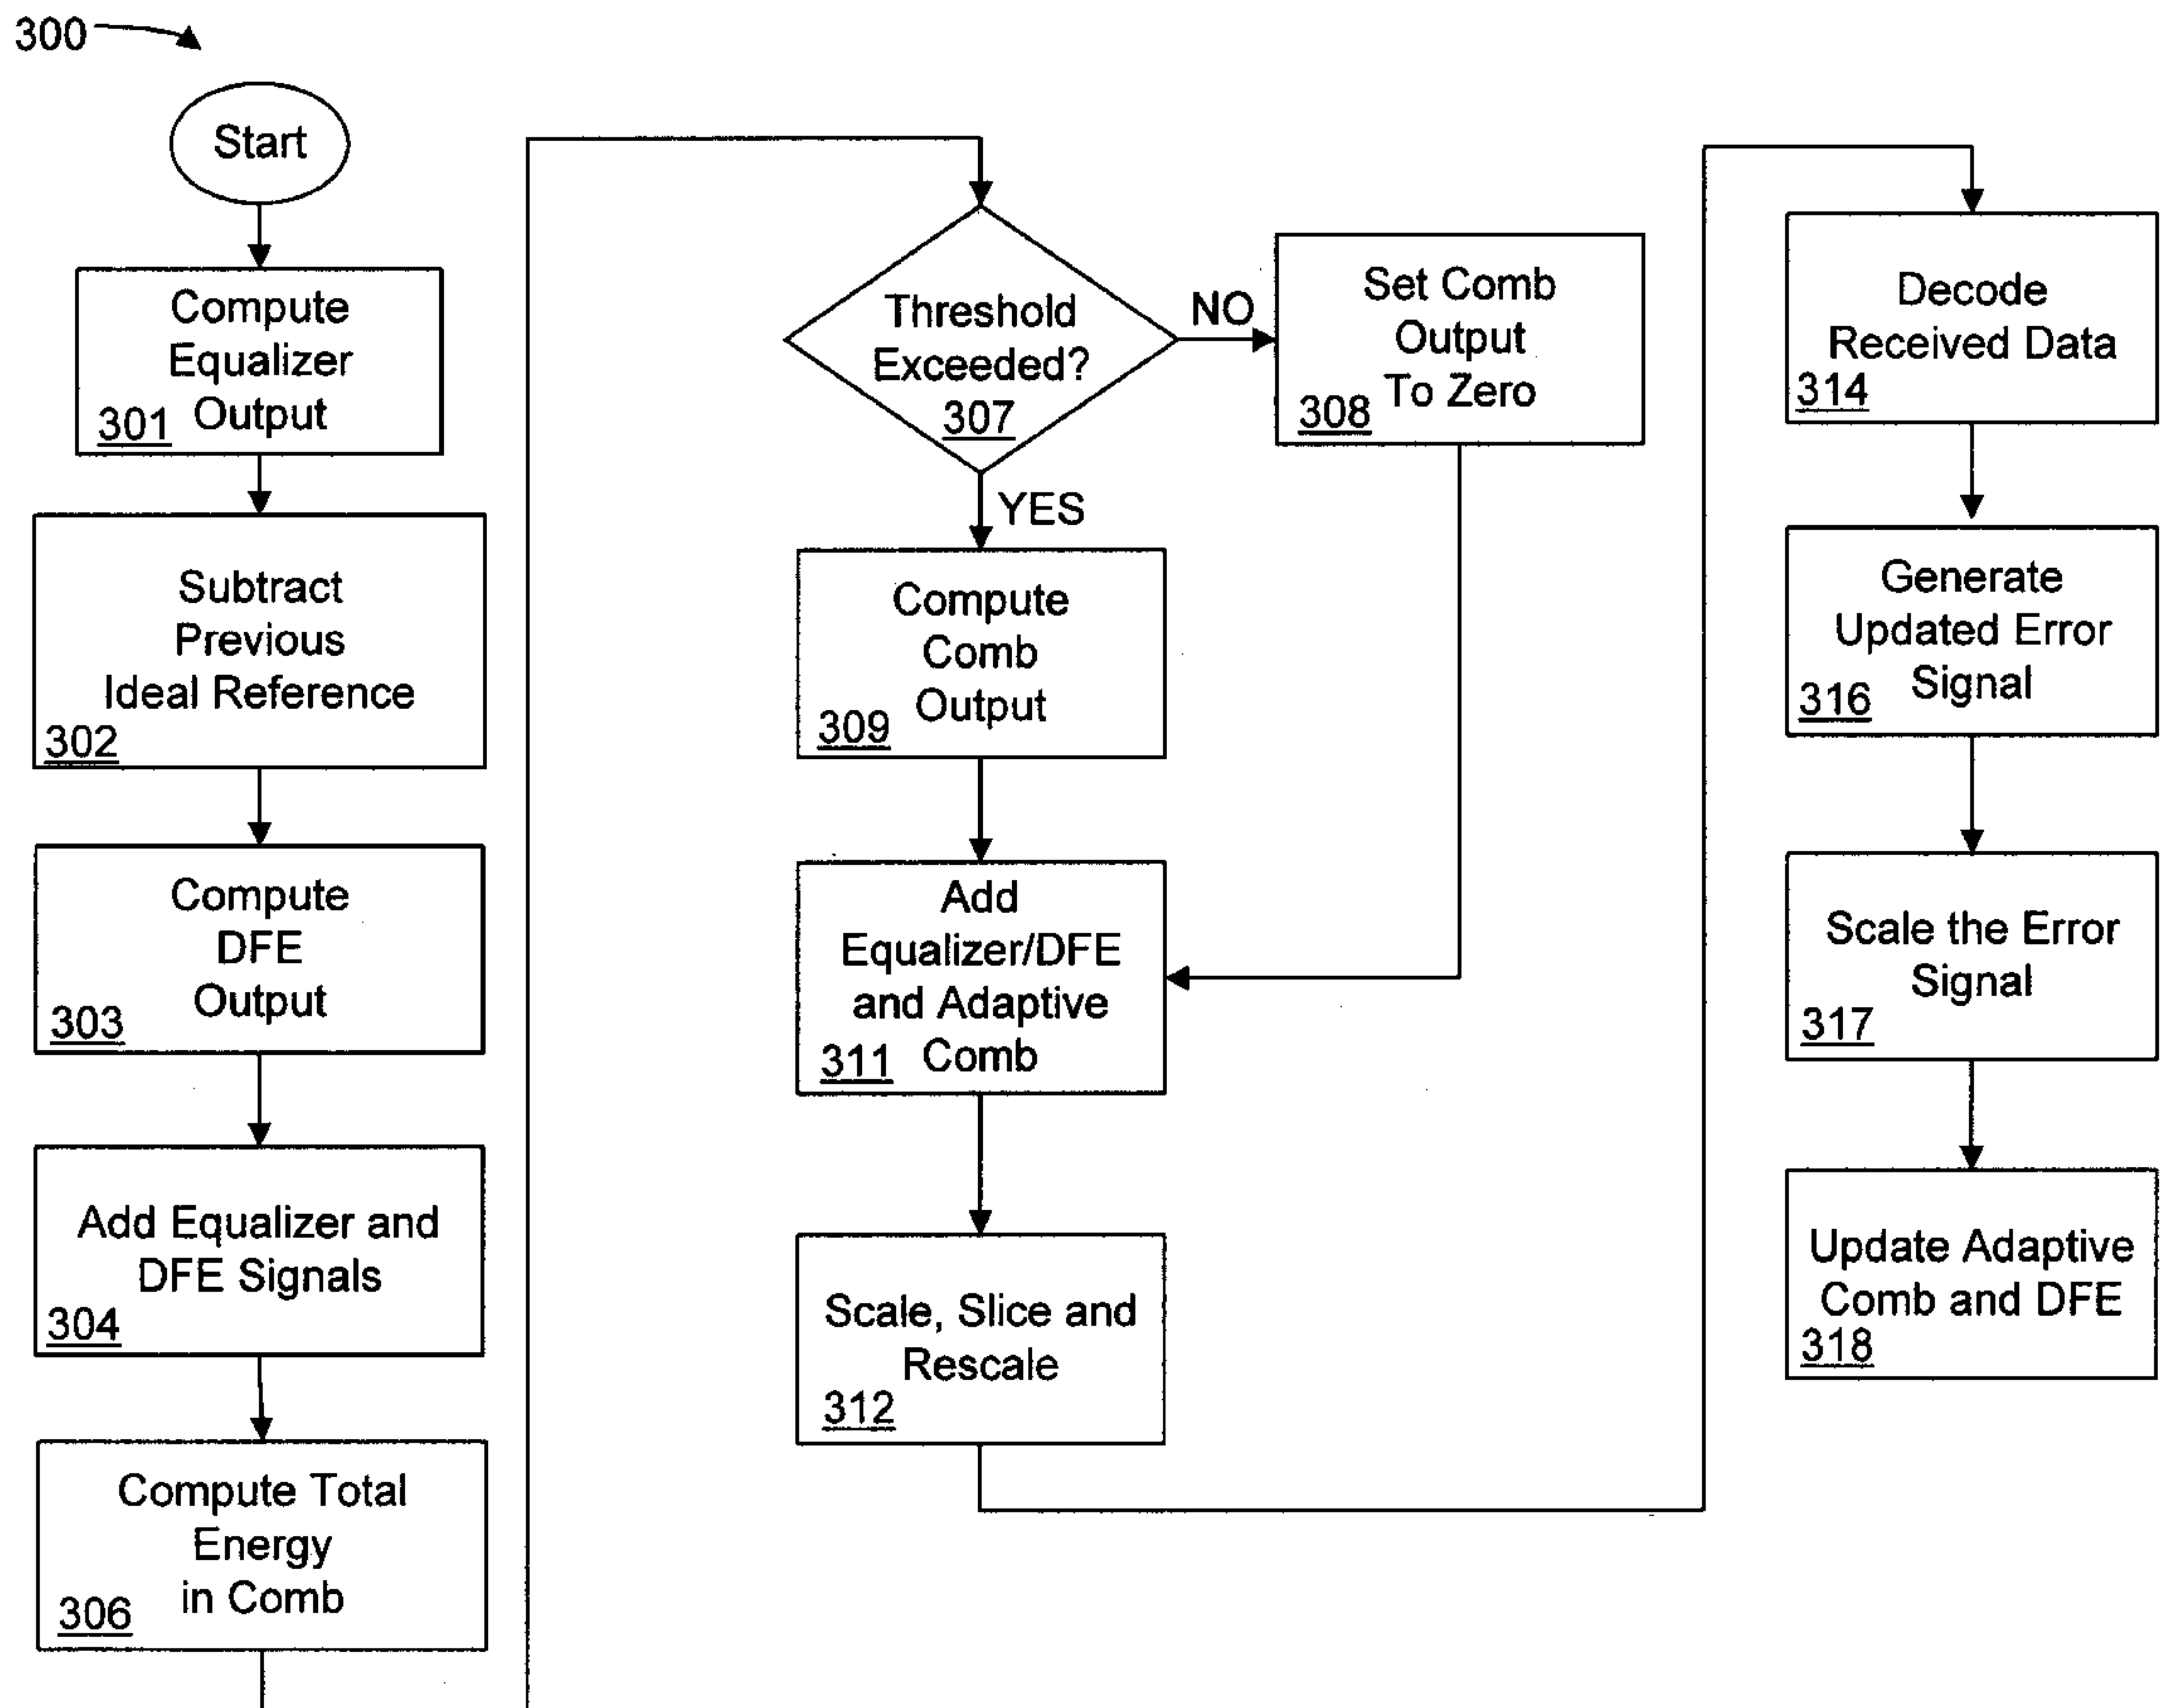 300
Start
Compute
Equalizer
Output
301
Subtract
Previous
Ideal Reference
302
Compute
DFE
Output
303
Add Equalizer and
DFE Signals
304
Compute Total
Energy
in Comb
306
Threshold
Exceeded?
307
NO
YES
Set Comb
Output
To Zero
308
Compute
Comb
Output
309
Add
Equalizer/DFE
and Adaptive
Comb
311
Scale, Slice and
Rescale
312
Decode
Received Data
314
Generate
Updated Error
Signal
316
Scale the Error
Signal
317
Update Adaptive
Comb and DFE
318